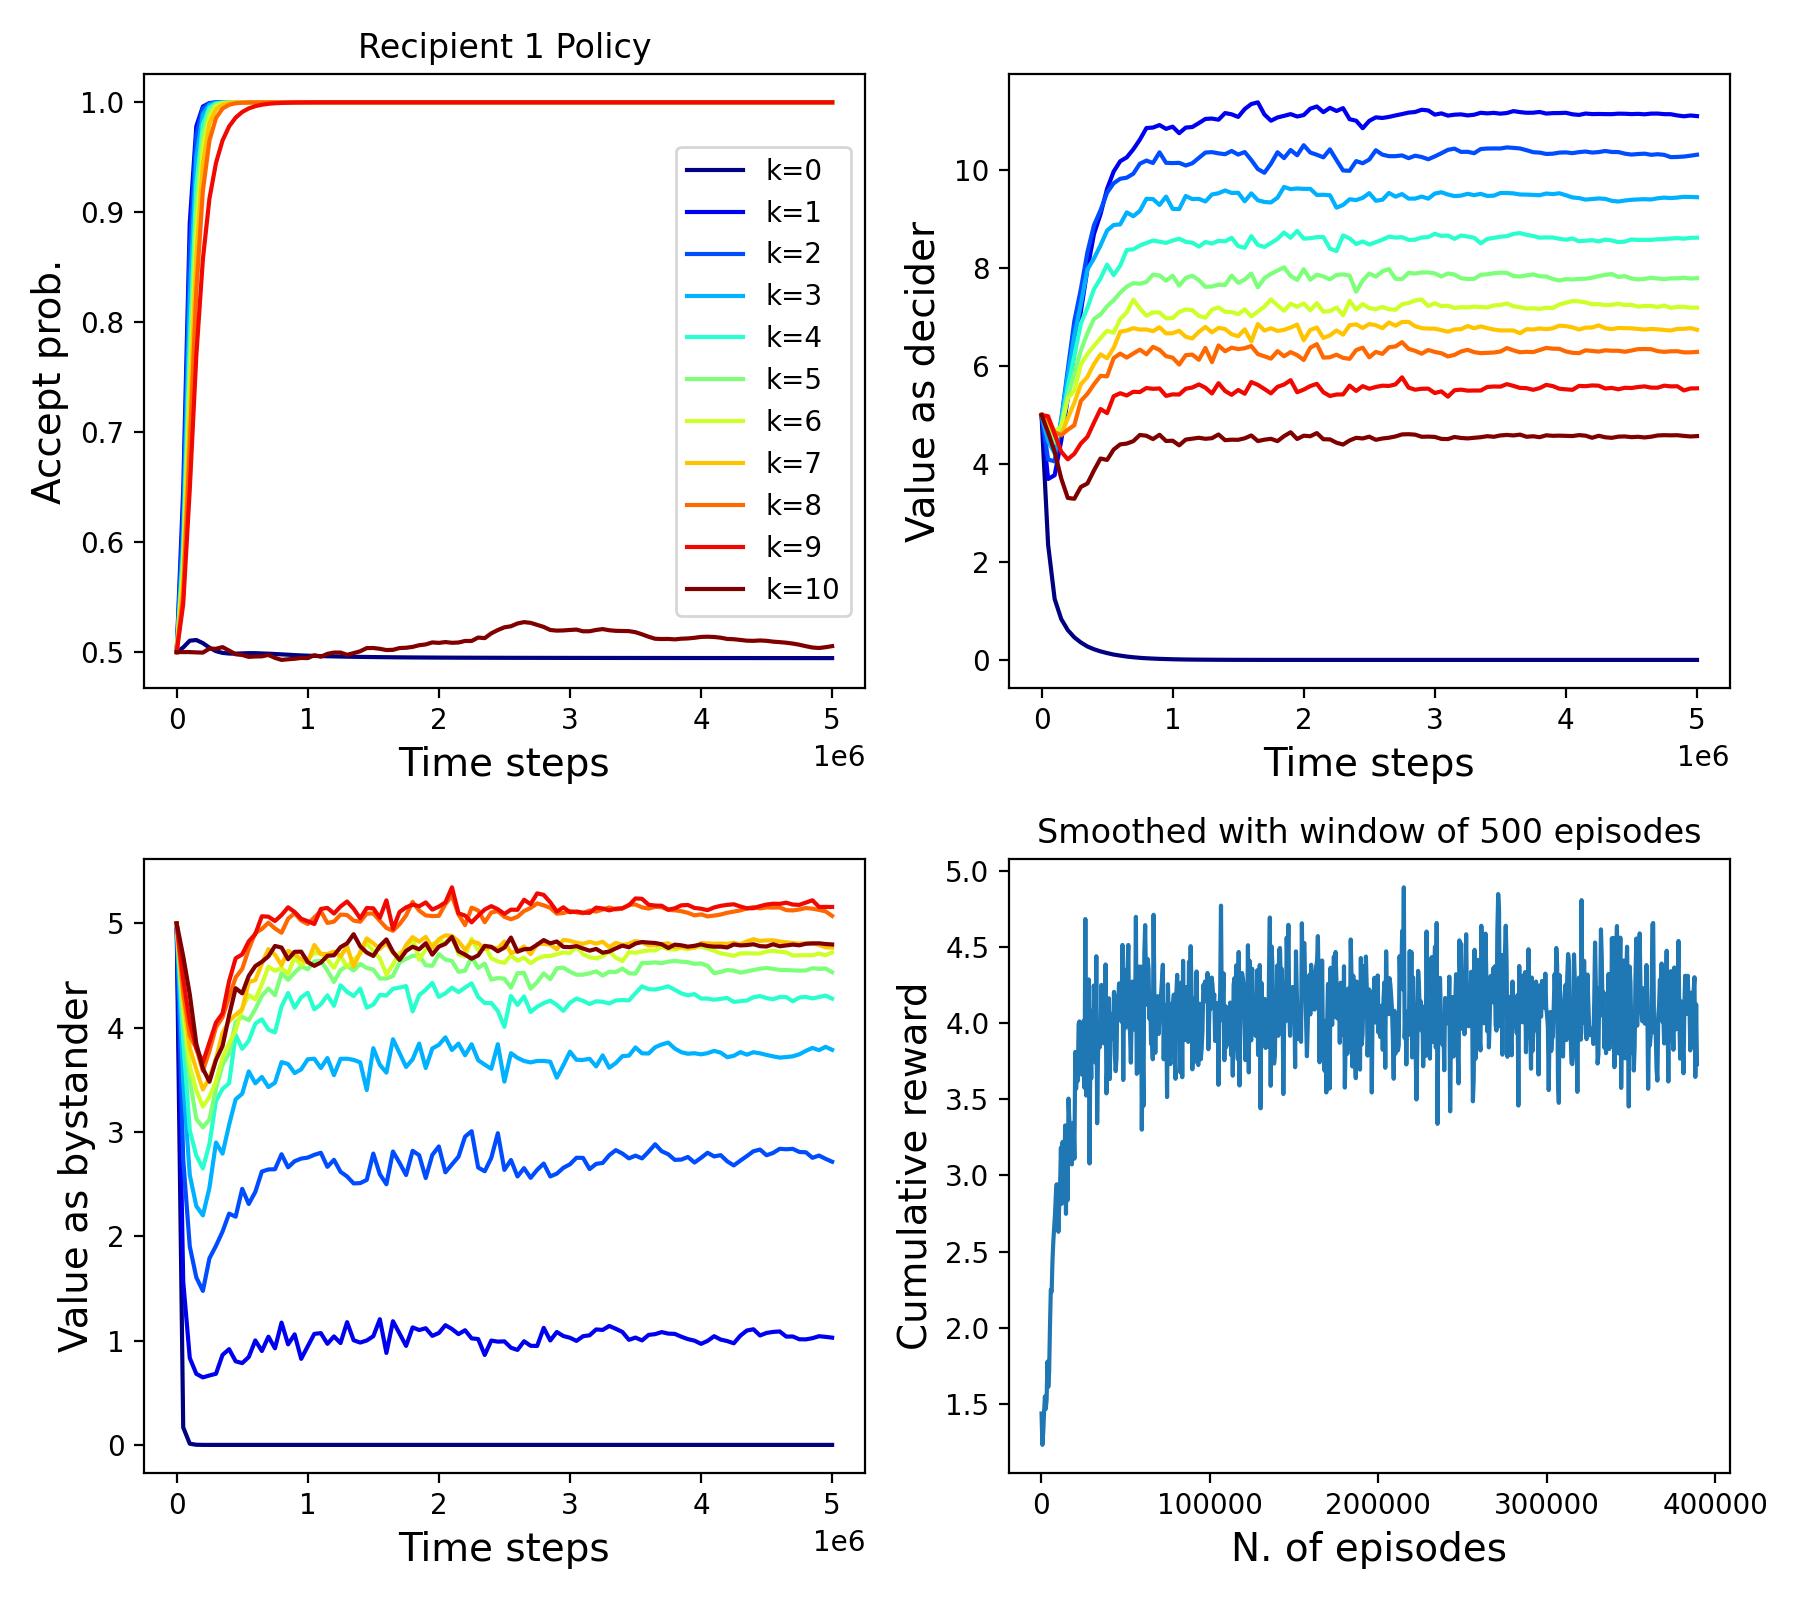 Recipient 1 Policy
Accept prob.
1.0
0.9
0.8
0.7
0.6
0.5
k=0
k=1
k=2
k=3
k=4
k=5
k=6
k=7
k=8
k=9
k=10
0 1 2 3 4 5
1e6
Time steps
Value as decider
10
8
6
4
2
0
0 1 2 3 4 5
1e6
Time steps
Value as bystander
5
4
3
2
1
0
0 1 2 3 4 5
1e6
Time steps
Smoothed with window of 500 episodes
Cumulative reward
5.0
4.5
4.0
3.5
3.0
2.5
2.0
1.5
0 100000 200000 300000 400000
N. of episodes